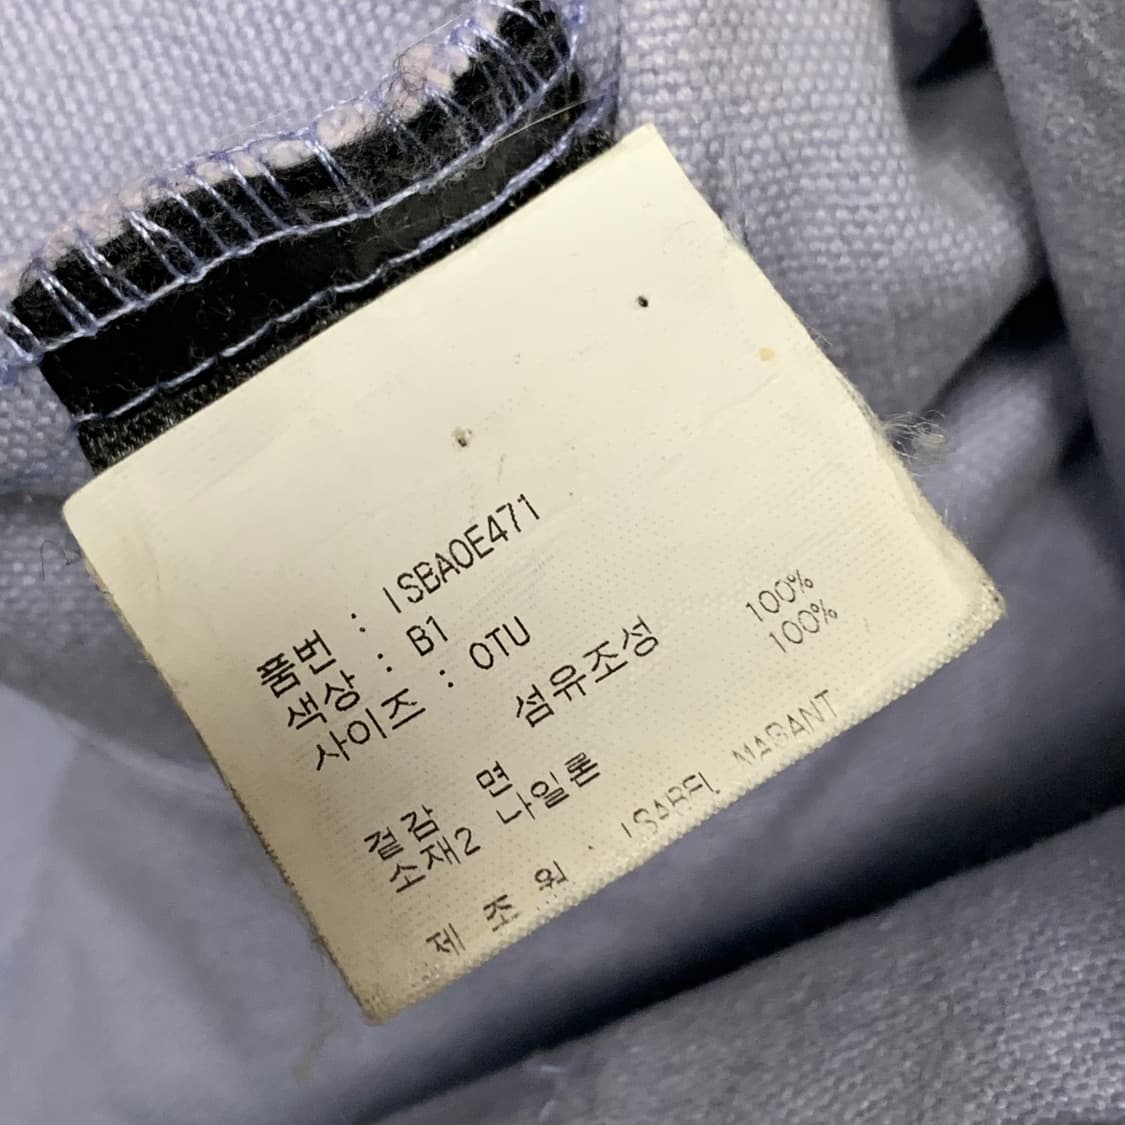 품번 : ISBA0E471
색상 : B1
사이즈 : OTU
섬유조성
겉감 면 100%
소재2 나일론 100%
제 조 원 : ISABEL MARANT